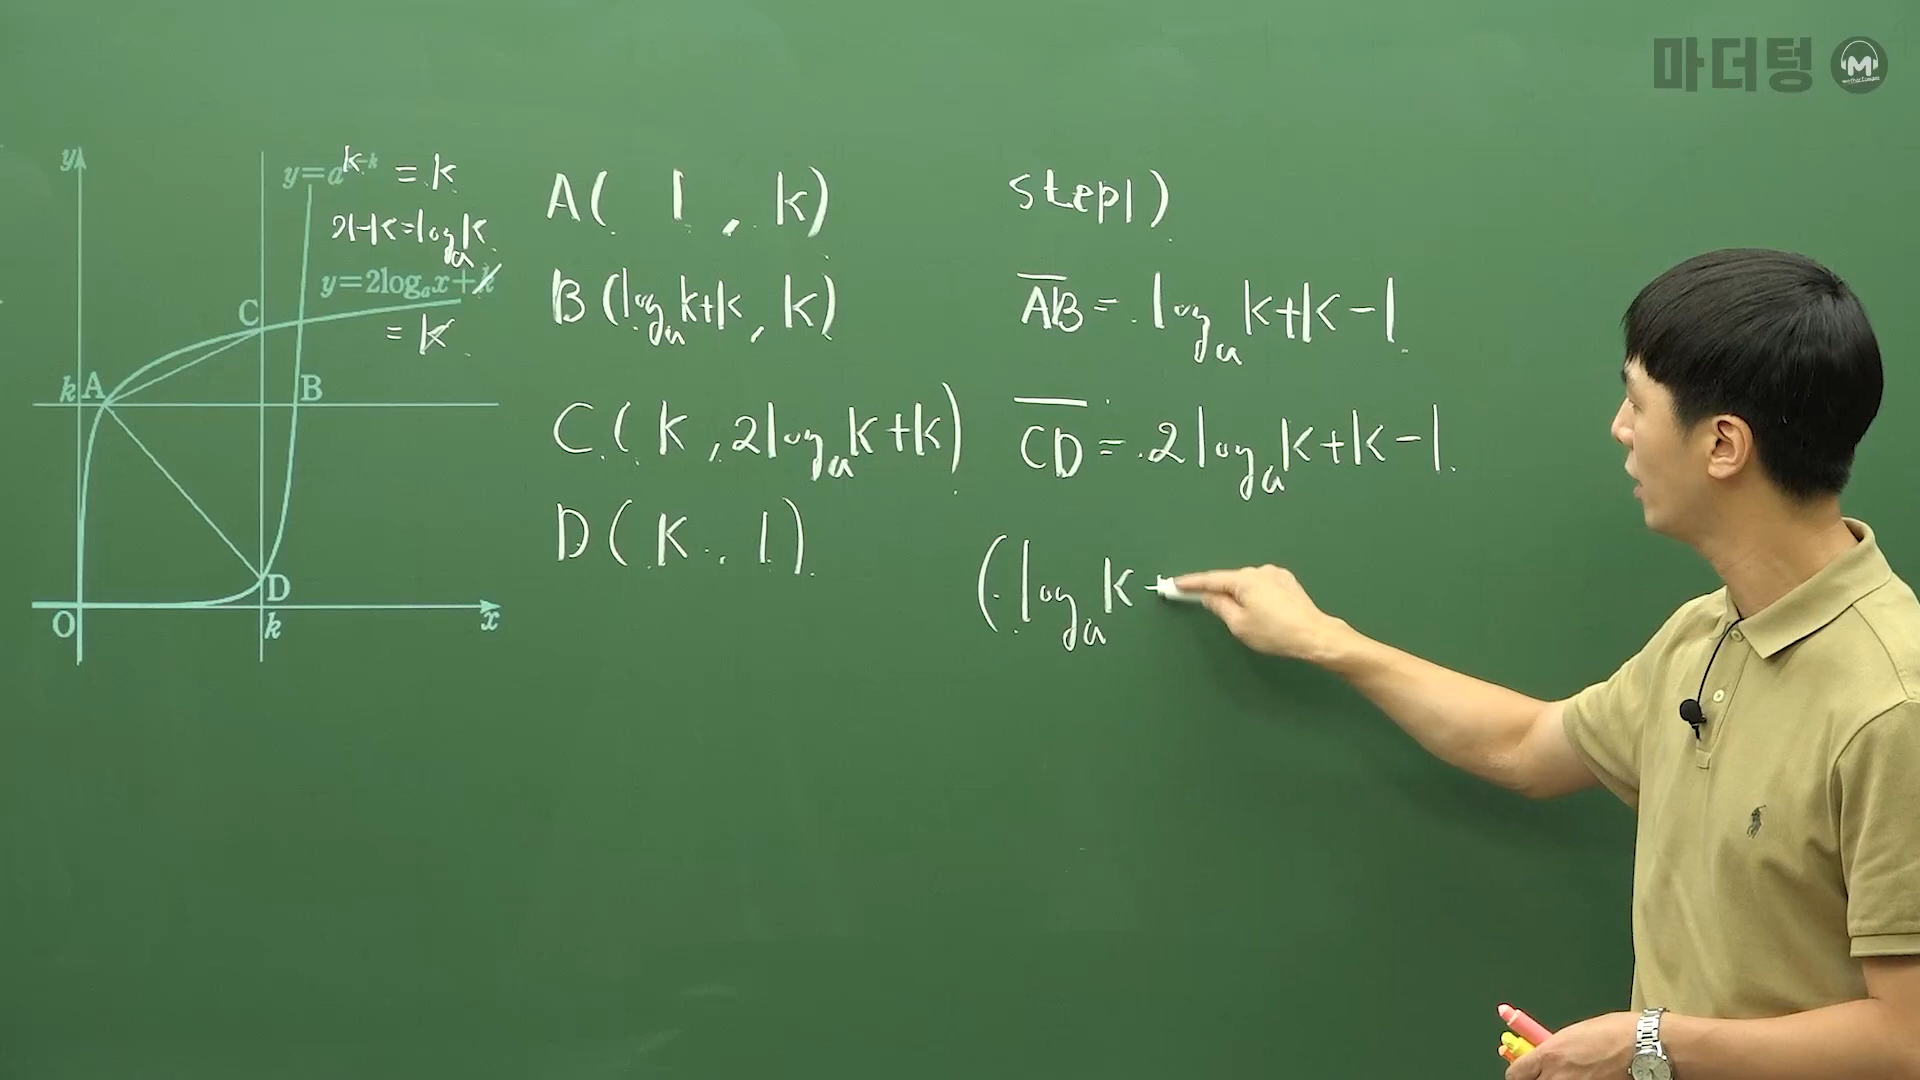 마더텅
M
y
y=a^{x-k}
k
= k
x-k=log_a k
y=2log_a x+k
= k
C
k A
B
D
O
k
x
A( 1 , k)
B(log_a k+k, k)
C( k , 2log_a k+k)
D( k , 1)
step1)
AB = log_a k+k-1
CD = 2log_a k+k-1
(log_a k+